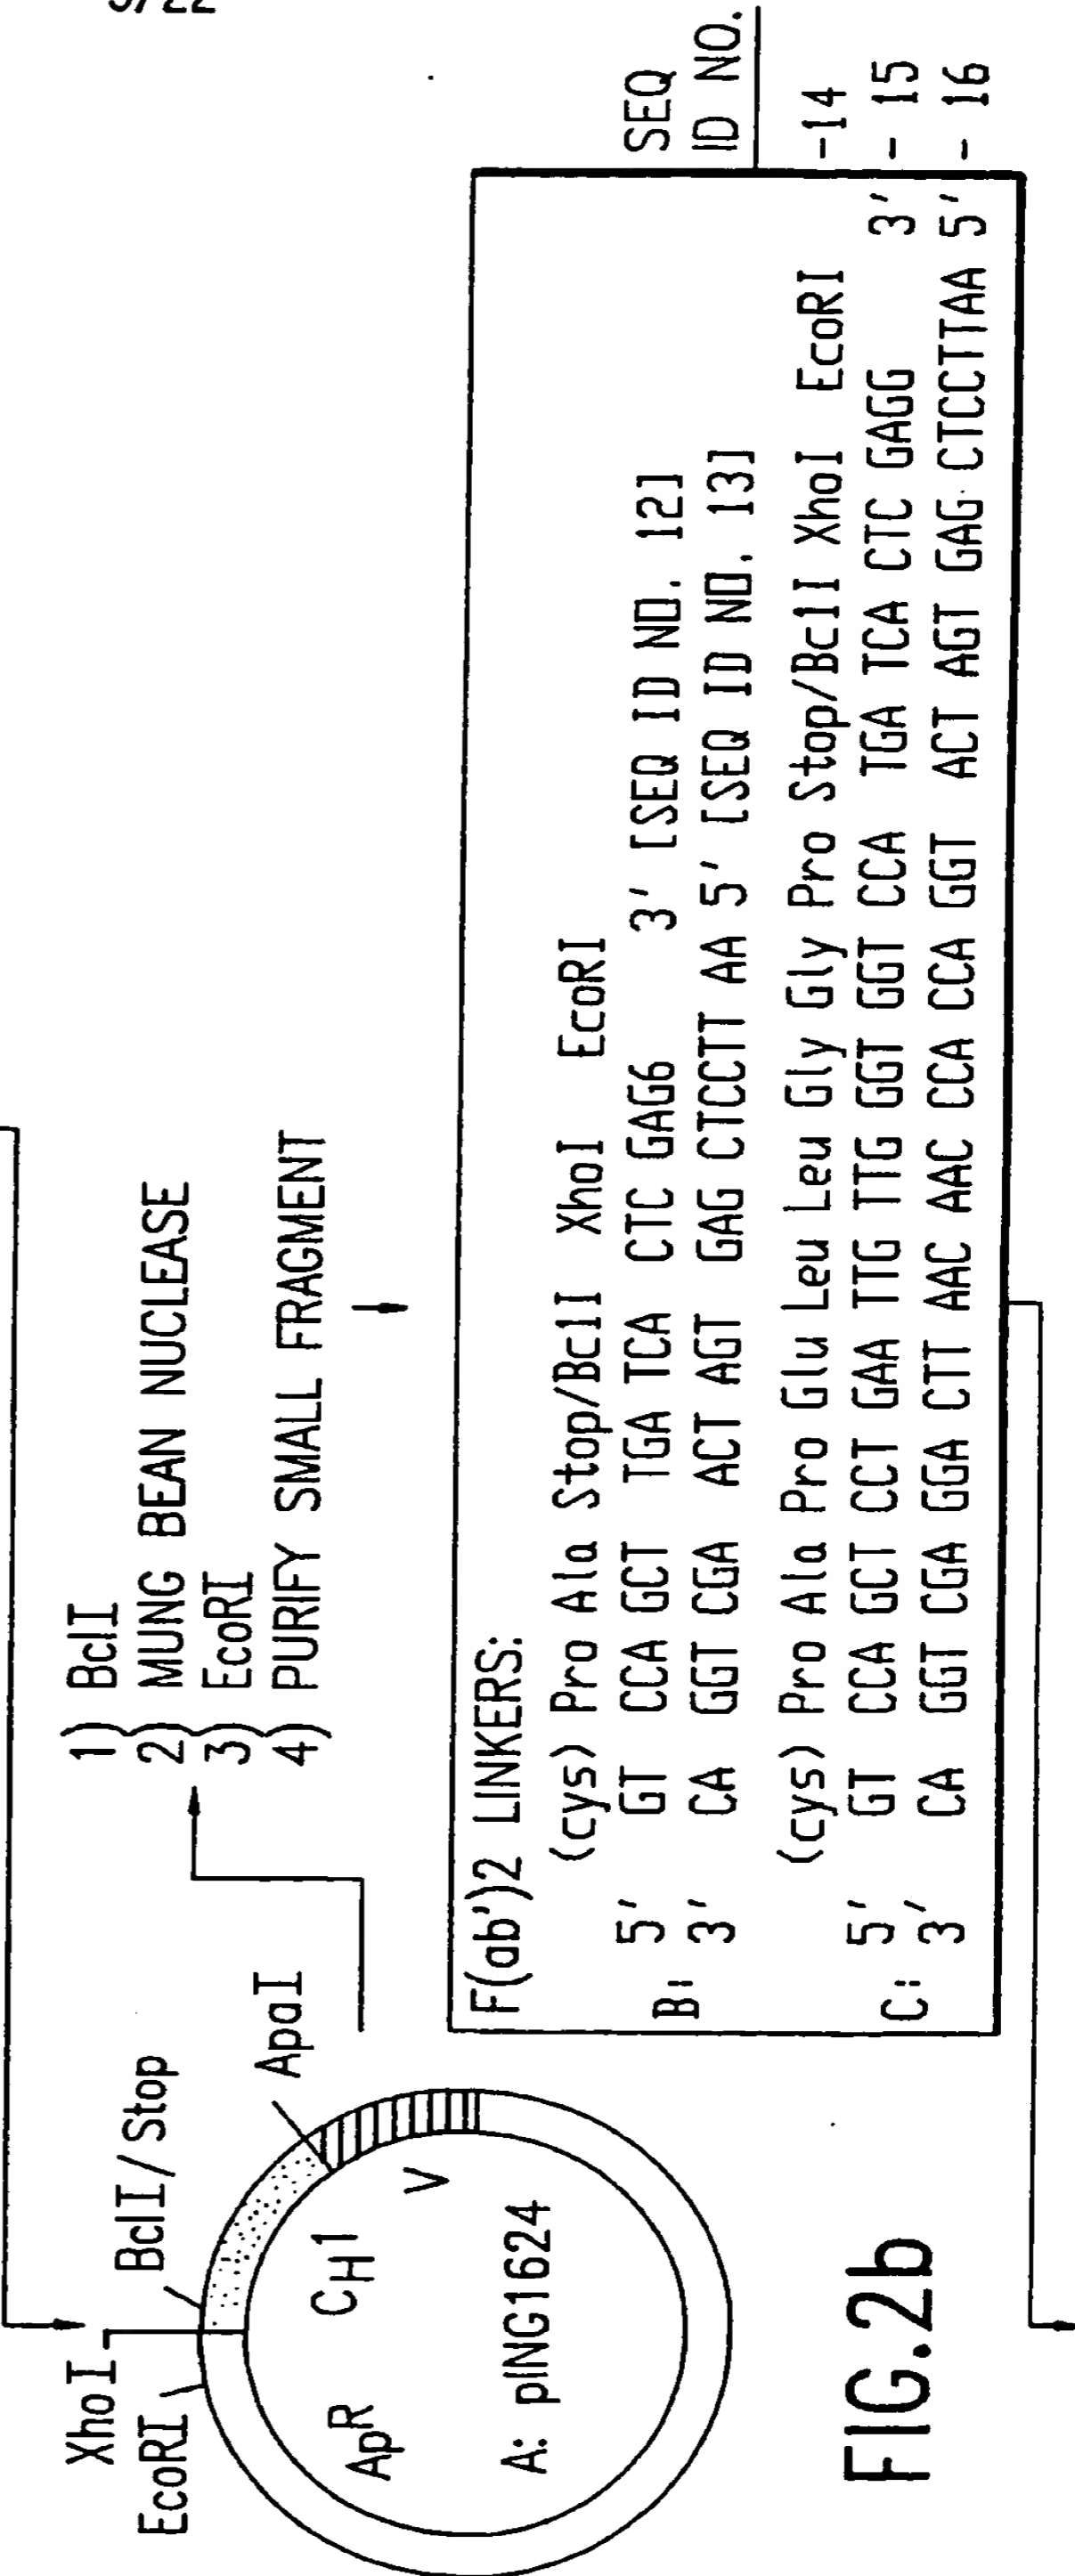 3/22
XhoI
EcoRI
BclI/Stop
ApaI
ApR
CH1
V
A: pING1624
1) BclI
2) MUNG BEAN NUCLEASE
3) EcoRI
4) PURIFY SMALL FRAGMENT
SEQ
ID NO.
F(ab')2 LINKERS:
(cys) Pro Ala Stop/BclI XhoI EcoRI
B: 5' GT CCA GCT TGA TCA CTC GAG6 3' [SEQ ID NO. 12]
3' CA GGT CGA ACT AGT GAG CTCCTT AA 5' [SEQ ID NO. 13]
(cys) Pro Ala Pro Glu Leu Leu Gly Gly Pro Stop/BclI XhoI EcoRI -14
C: 5' GT CCA GCT CCT GAA TTG TTG GGT GGT CCA TGA TCA CTC GAGG 3' - 15
3' CA GGT CGA GGA CTT AAC AAC CCA CCA GGT ACT AGT GAG CTCCTTAA 5' - 16
FIG.2b